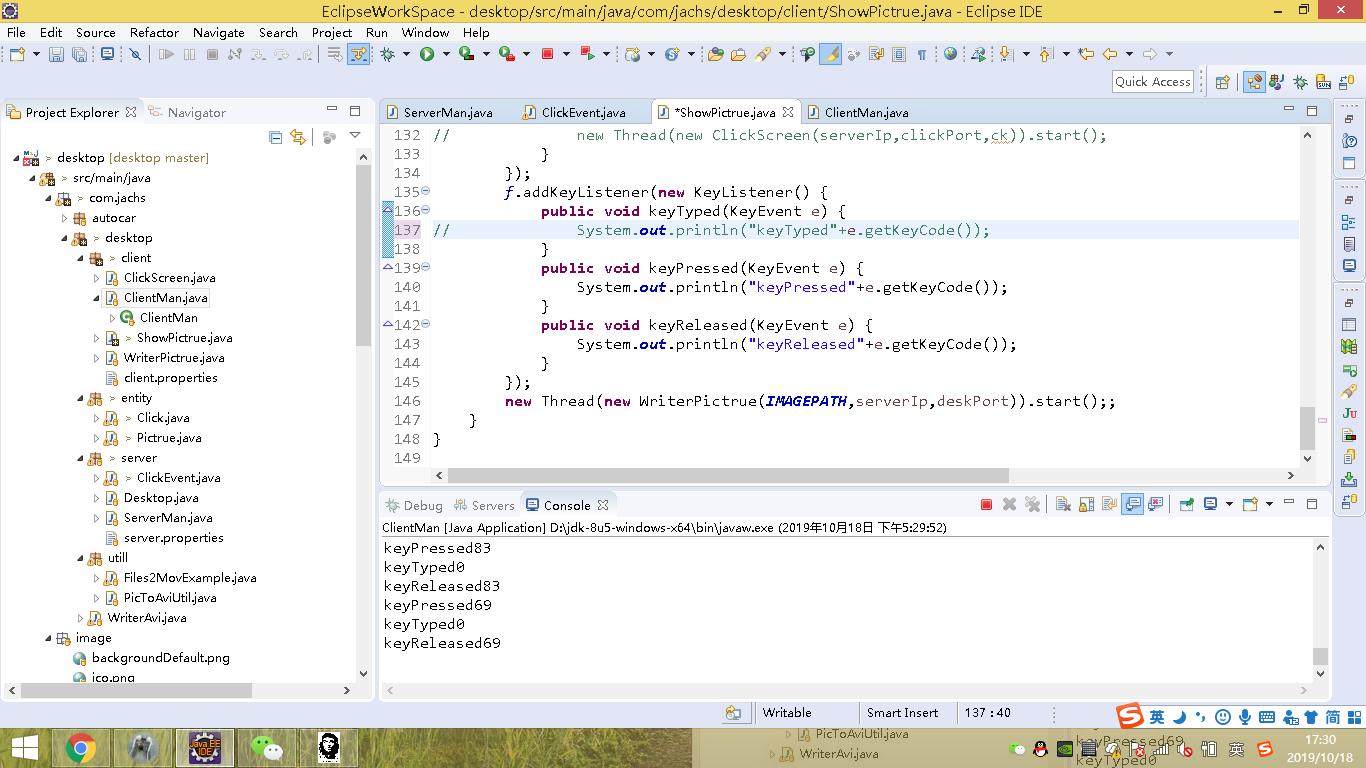 EclipseWorkSpace - desktop/src/main/java/com/jachs/desktop/client/ShowPictrue.java - Eclipse IDE
File Edit Source Refactor Navigate Search Project Run Window Help
Quick Access
Project Explorer
Navigator
> desktop [desktop master]
> src/main/java
> com.jachs
autocar
> desktop
> client
ClickScreen.java
ClientMan.java
ClientMan
> ShowPictrue.java
WriterPictrue.java
client.properties
> entity
> Click.java
> Pictrue.java
> server
> ClickEvent.java
Desktop.java
ServerMan.java
server.properties
utill
Files2MovExample.java
PicToAviUtil.java
WriterAvi.java
image
backgroundDefault.png
ico.png
ServerMan.java
ClickEvent.java
*ShowPictrue.java
ClientMan.java
132 // new Thread(new ClickScreen(serverIp,clickPort,ck)).start();
133 }
134 });
135 f.addKeyListener(new KeyListener() {
136 public void keyTyped(KeyEvent e) {
137 // System.out.println("keyTyped"+e.getKeyCode());
138 }
139 public void keyPressed(KeyEvent e) {
140 System.out.println("keyPressed"+e.getKeyCode());
141 }
142 public void keyReleased(KeyEvent e) {
143 System.out.println("keyReleased"+e.getKeyCode());
144 }
145 });
146 new Thread(new WriterPictrue(IMAGEPATH,serverIp,deskPort)).start();;
147 }
148 }
149
Debug
Servers
Console
ClientMan [Java Application] D:\jdk-8u5-windows-x64\bin\javaw.exe (2019年10月18日 下午5:29:52)
keyPressed83
keyTyped0
keyReleased83
keyPressed69
keyTyped0
keyReleased69
Writable
Smart Insert
137 : 40
英
简
PicToAviUtil.java
WriterAvi.java
keyPressed69
keyTyped0
Java EE
IDE
CHE
英
17:30
2019/10/18